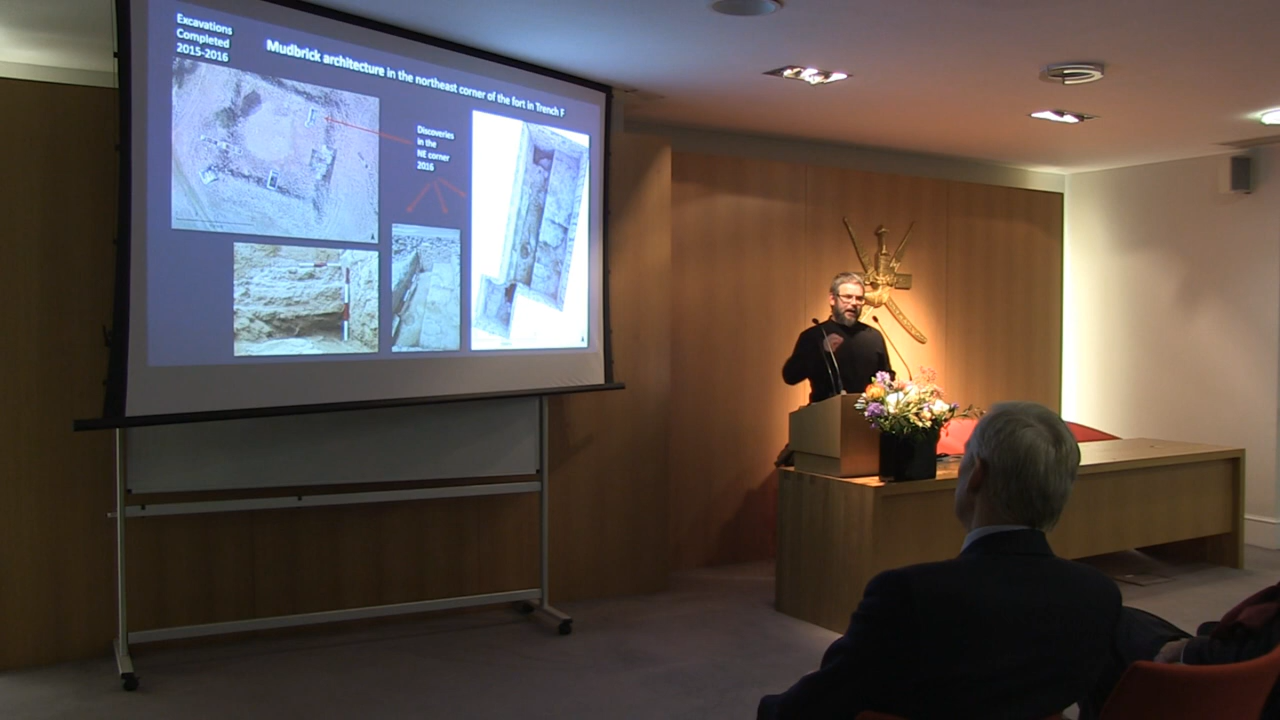 Excavations
Completed
2015-2016
Mudbrick architecture in the northeast corner of the fort in Trench F
Discoveries
in the
NE corner
2016